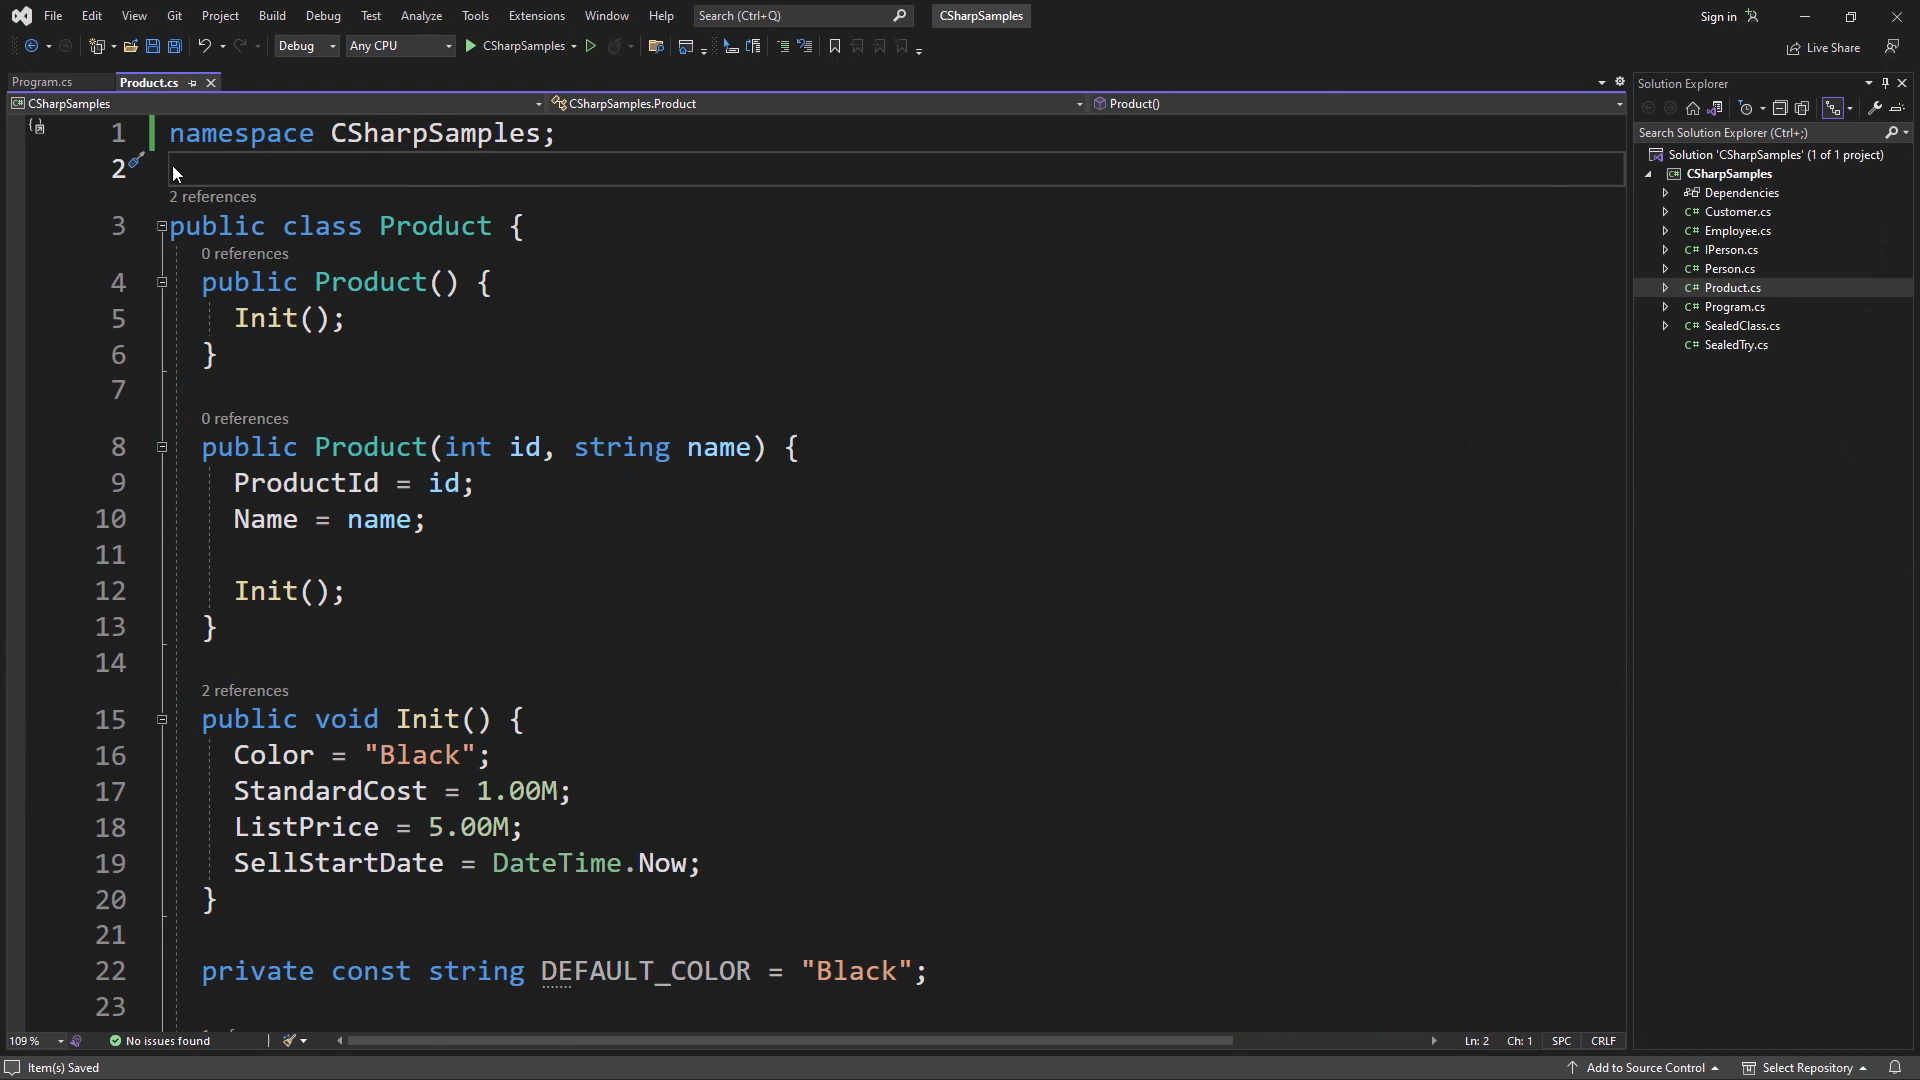 File Edit View Git Project Build Debug Test Analyze Tools Extensions Window Help Search (Ctrl+Q) CSharpSamples Sign in
Debug Any CPU CSharpSamples Live Share
Program.cs Product.cs
CSharpSamples CSharpSamples.Product Product()
1 namespace CSharpSamples;
2
2 references
3 public class Product {
0 references
4 public Product() {
5 Init();
6 }
7
0 references
8 public Product(int id, string name) {
9 ProductId = id;
10 Name = name;
11
12 Init();
13 }
14
2 references
15 public void Init() {
16 Color = "Black";
17 StandardCost = 1.00M;
18 ListPrice = 5.00M;
19 SellStartDate = DateTime.Now;
20 }
21
22 private const string DEFAULT_COLOR = "Black";
23
Solution Explorer
Search Solution Explorer (Ctrl+;)
Solution 'CSharpSamples' (1 of 1 project)
CSharpSamples
Dependencies
C# Customer.cs
C# Employee.cs
C# IPerson.cs
C# Person.cs
C# Product.cs
C# Program.cs
C# SealedClass.cs
C# SealedTry.cs
109 % No issues found Ln: 2 Ch: 1 SPC CRLF
Item(s) Saved Add to Source Control Select Repository